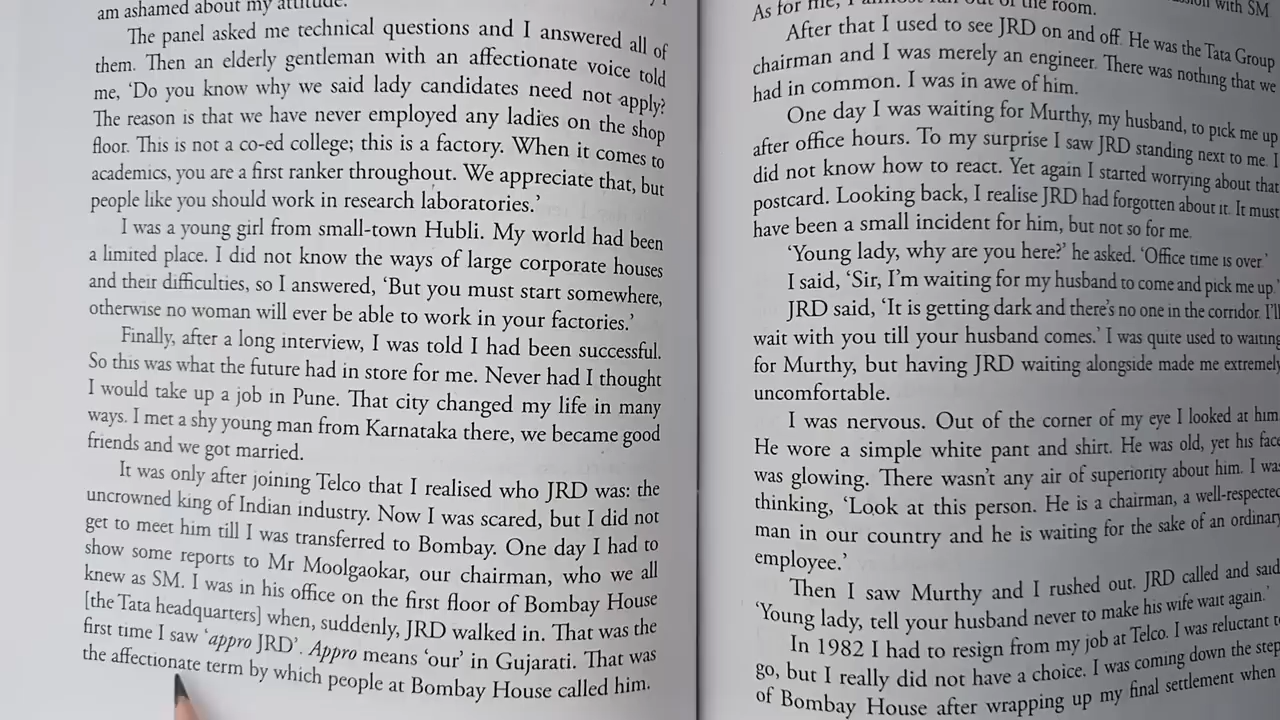 am ashamed about my attitude.
The panel asked me technical questions and I answered all of
them. Then an elderly gentleman with an affectionate voice told
me, ‘Do you know why we said lady candidates need not apply?
The reason is that we have never employed any ladies on the shop
floor. This is not a co-ed college; this is a factory. When it comes to
academics, you are a first ranker throughout. We appreciate that, but
people like you should work in research laboratories.’
I was a young girl from small-town Hubli. My world had been
a limited place. I did not know the ways of large corporate houses
and their difficulties, so I answered, ‘But you must start somewhere,
otherwise no woman will ever be able to work in your factories.’
Finally, after a long interview, I was told I had been successful.
So this was what the future had in store for me. Never had I thought
I would take up a job in Pune. That city changed my life in many
ways. I met a shy young man from Karnataka there, we became good
friends and we got married.
It was only after joining Telco that I realised who JRD was: the
uncrowned king of Indian industry. Now I was scared, but I did not
get to meet him till I was transferred to Bombay. One day I had to
show some reports to Mr Moolgaokar, our chairman, who we all
knew as SM. I was in his office on the first floor of Bombay House
[the Tata headquarters] when, suddenly, JRD walked in. That was the
first time I saw ‘appro JRD’. Appro means ‘our’ in Gujarati. That was
the affectionate term by which people at Bombay House called him.
with SM
As for me, I almost ran out of the room.
After that I used to see JRD on and off. He was the Tata Group
chairman and I was merely an engineer. There was nothing that we
had in common. I was in awe of him.
One day I was waiting for Murthy, my husband, to pick me up
after office hours. To my surprise I saw JRD standing next to me. I
did not know how to react. Yet again I started worrying about that
postcard. Looking back, I realise JRD had forgotten about it. It must
have been a small incident for him, but not so for me.
‘Young lady, why are you here?’ he asked. ‘Office time is over.’
I said, ‘Sir, I’m waiting for my husband to come and pick me up.’
JRD said, ‘It is getting dark and there’s no one in the corridor. I’ll
wait with you till your husband comes.’ I was quite used to waiting
for Murthy, but having JRD waiting alongside made me extremely
uncomfortable.
I was nervous. Out of the corner of my eye I looked at him.
He wore a simple white pant and shirt. He was old, yet his face
was glowing. There wasn’t any air of superiority about him. I was
thinking, ‘Look at this person. He is a chairman, a well-respected
man in our country and he is waiting for the sake of an ordinary
employee.’
Then I saw Murthy and I rushed out. JRD called and said,
‘Young lady, tell your husband never to make his wife wait again.’
In 1982 I had to resign from my job at Telco. I was reluctant to
go, but I really did not have a choice. I was coming down the steps
of Bombay House after wrapping up my final settlement when